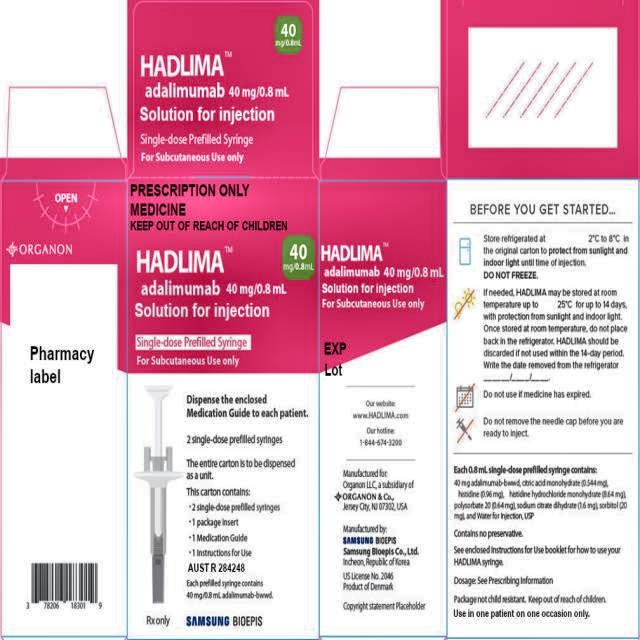 40
mg/0.8mL
HADLIMA™
adalimumab 40 mg/0.8 mL
Solution for injection
Single-dose Prefilled Syringe
For Subcutaneous Use only
OPEN
ORGANON
Pharmacy
label
3 78206 18301 9
PRESCRIPTION ONLY
MEDICINE
KEEP OUT OF REACH OF CHILDREN
40
mg/0.8mL
HADLIMA™
adalimumab 40 mg/0.8 mL
Solution for injection
Single-dose Prefilled Syringe
For Subcutaneous Use only
Dispense the enclosed
Medication Guide to each patient.
2 single-dose prefilled syringes
The entire carton is to be dispensed
as a unit.
This carton contains:
• 2 single-dose prefilled syringes
• 1 package insert
• 1 Medication Guide
• 1 Instructions for Use
AUST R 284248
Each prefilled syringe contains
40 mg/0.8 mL adalimumab-bwwd.
Rx only
SAMSUNG BIOEPIS
HADLIMA™
adalimumab 40 mg/0.8 mL
Solution for injection
For Subcutaneous Use only
EXP
Lot
Our website:
www.HADLIMA.com
Our hotline:
1-844-674-3200
Manufactured for:
Organon LLC, a subsidiary of
ORGANON & Co.,
Jersey City, NJ 07302, USA
Manufactured by:
SAMSUNG BIOEPIS
Samsung Bioepis Co., Ltd.
Incheon, Republic of Korea
US License No. 2046
Product of Denmark
Copyright statement Placeholder
BEFORE YOU GET STARTED...
Store refrigerated at 2°C to 8°C in
the original carton to protect from sunlight and
indoor light until time of injection.
DO NOT FREEZE.
If needed, HADLIMA may be stored at room
temperature up to 25°C for up to 14 days,
with protection from sunlight and indoor light.
Once stored at room temperature, do not place
back in the refrigerator. HADLIMA should be
discarded if not used within the 14-day period.
Write the date removed from the refrigerator
____/____/____.
Do not use if medicine has expired.
Do not remove the needle cap before you are
ready to inject.
Each 0.8 mL single-dose prefilled syringe contains:
40 mg adalimumab-bwwd, citric acid monohydrate (0.544 mg),
histidine (0.96 mg), histidine hydrochloride monohydrate (8.64 mg),
polysorbate 20 (0.64 mg), sodium citrate dihydrate (1.6 mg), sorbitol (20
mg), and Water for Injection, USP
Contains no preservative.
See enclosed Instructions for Use booklet for how to use your
HADLIMA syringe.
Dosage: See Prescribing Information
Package not child resistant. Keep out of reach of children.
Use in one patient on one occasion only.